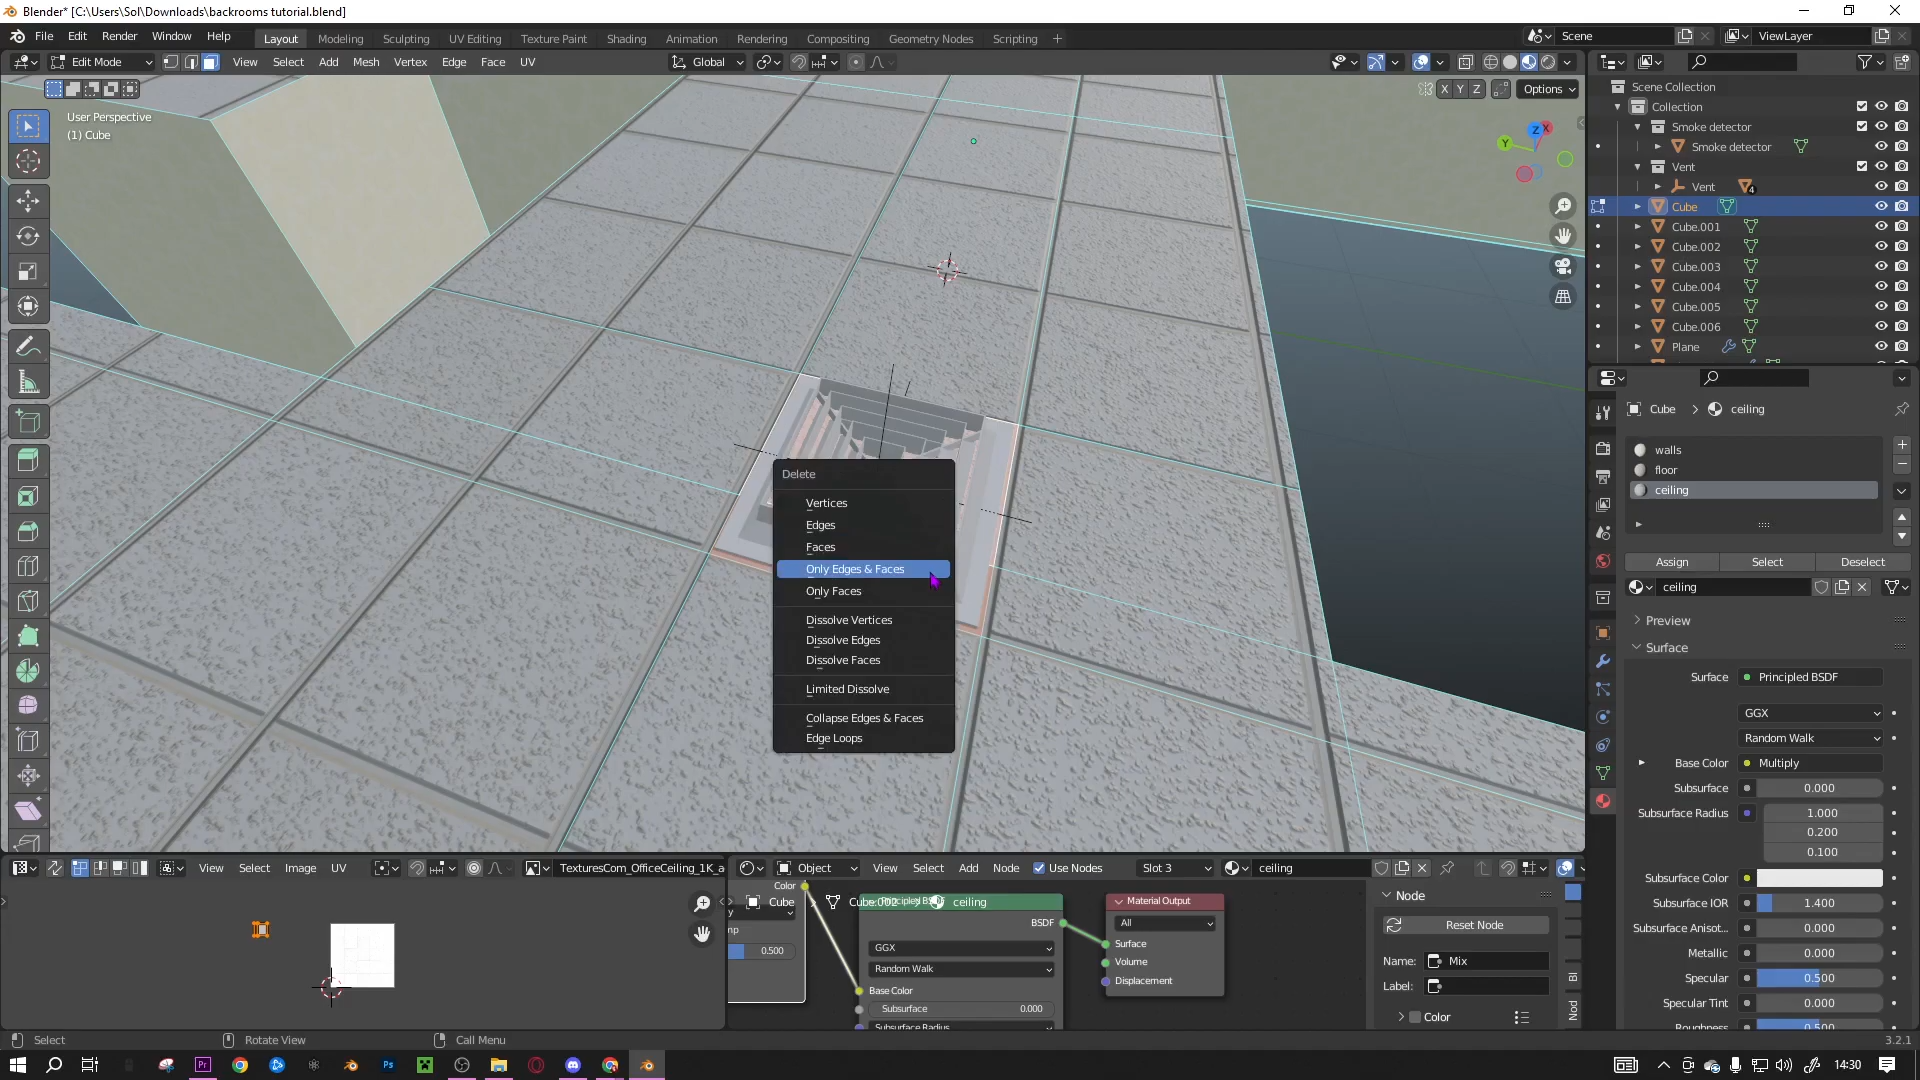 Blender* [C:\Users\Sol\Downloads\backrooms tutorial.blend]
File Edit Render Window Help Layout Modeling Sculpting UV Editing Texture Paint Shading Animation Rendering Compositing Geometry Nodes Scripting + Scene ViewLayer
Edit Mode View Select Add Mesh Vertex Edge Face UV Global
X Y Z Options
User Perspective
(1) Cube
Z X Y
Delete
Vertices
Edges
Faces
Only Edges & Faces
Only Faces
Dissolve Vertices
Dissolve Edges
Dissolve Faces
Limited Dissolve
Collapse Edges & Faces
Edge Loops
Scene Collection
Collection
Smoke detector
Smoke detector
Vent
Vent 4
Cube
Cube.001
Cube.002
Cube.003
Cube.004
Cube.005
Cube.006
Plane
Cube > ceiling
walls
floor
ceiling
Assign Select Deselect
ceiling
Preview
Surface
Surface Principled BSDF
GGX
Random Walk
Base Color Multiply
Subsurface 0.000
Subsurface Radius 1.000
0.200
0.100
Subsurface Color
Subsurface IOR 1.400
Subsurface Anisot... 0.000
Metallic 0.000
Specular 0.500
Specular Tint 0.000
Roughness 0.500
View Select Image UV TexturesCom_OfficeCeiling_1K_a
Object View Select Add Node Use Nodes Slot 3 ceiling
Color
Cube > Cube.002 > ceiling
Principled BSDF
BSDF
GGX
Random Walk
Base Color
Subsurface 0.000
Subsurface Radius
0.500
Material Output
All
Surface
Volume
Displacement
Node
Reset Node
Name: Mix
Label:
Color
Select Rotate View Call Menu 3.2.1
Pr Ps 14:30